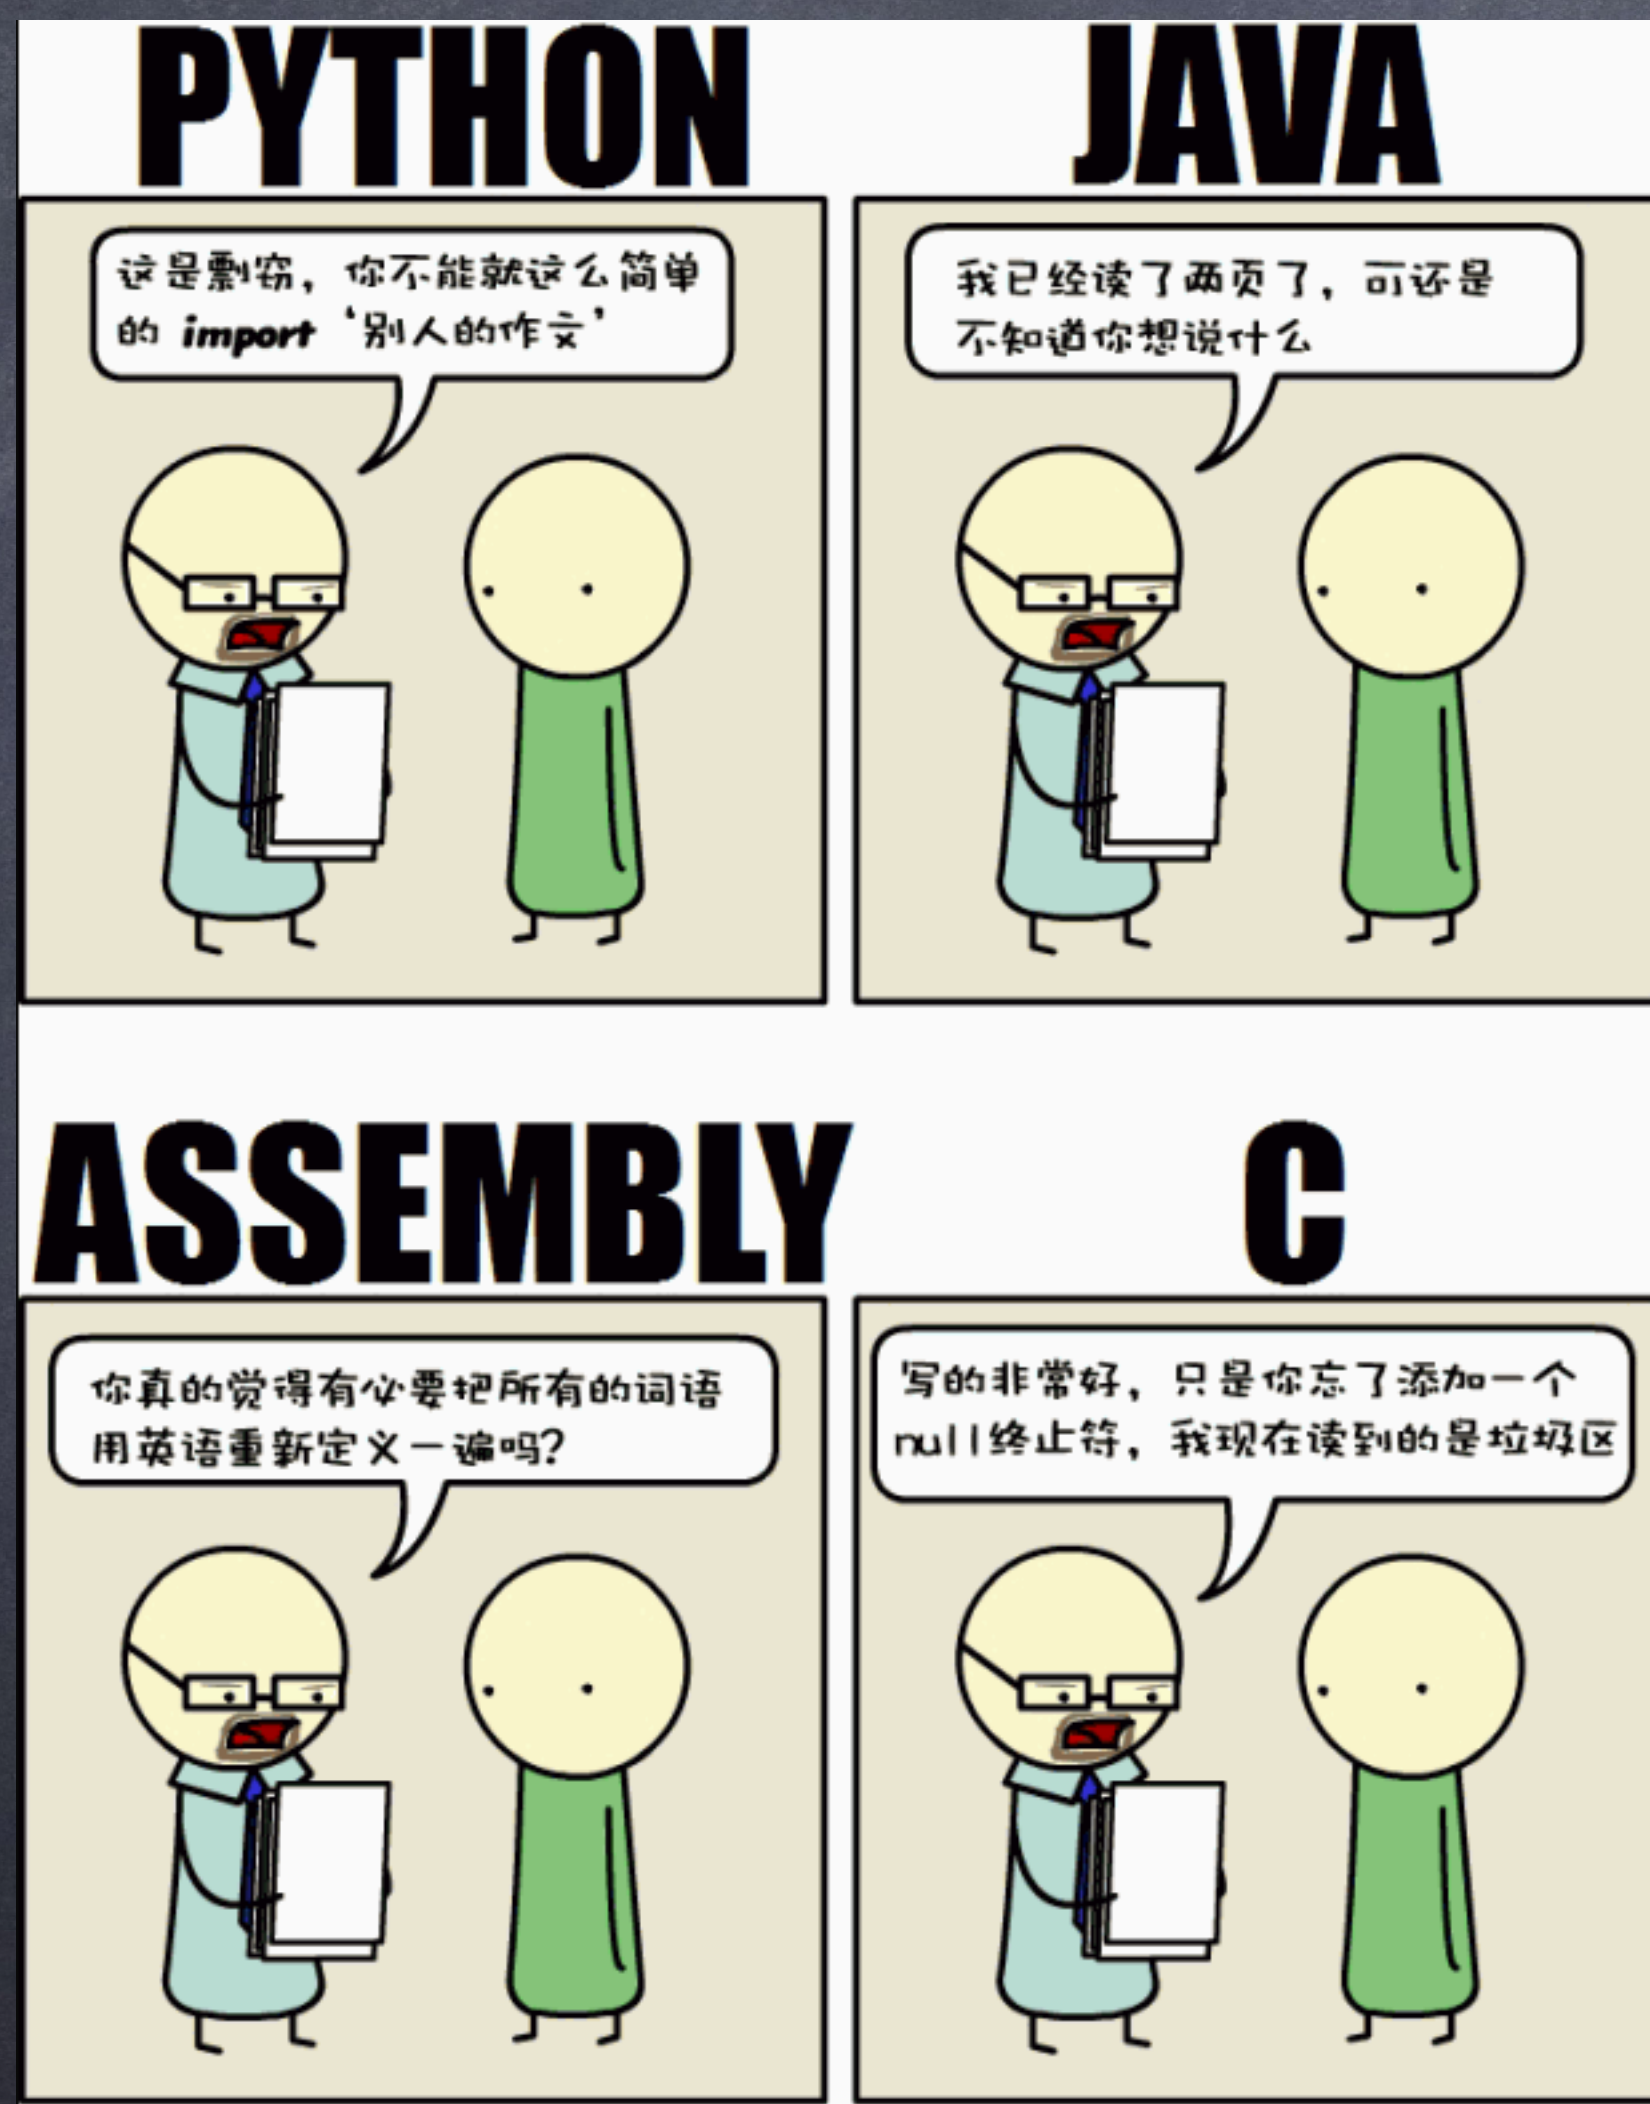 PYTHON
JAVA
这是剽窃，你不能就这么简单
的 import ‘别人的作文’
我已经读了两页了，可还是
不知道你想说什么
ASSEMBLY
C
你真的觉得有必要把所有的词语
用英语重新定义一遍吗？
写的非常好，只是你忘了添加一个
null终止符，我现在读到的是垃圾区